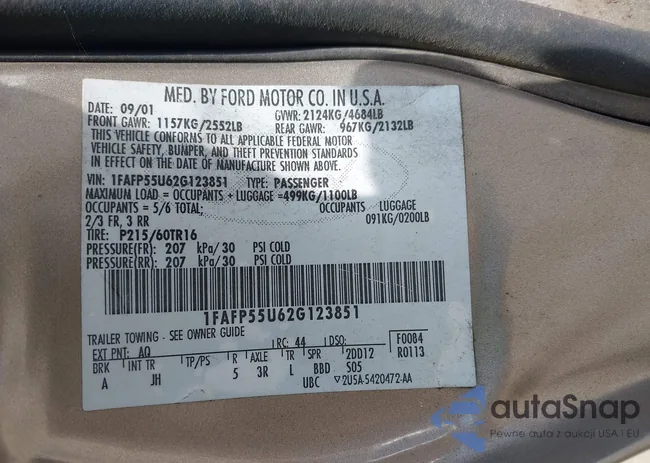 MFD. BY FORD MOTOR CO. IN U.S.A.
DATE: 09/01 GVWR: 2124KG/4684LB
FRONT GAWR: 1157KG/2552LB REAR GAWR: 967KG/2132LB
THIS VEHICLE CONFORMS TO ALL APPLICABLE FEDERAL MOTOR
VEHICLE SAFETY, BUMPER, AND THEFT PREVENTION STANDARDS
IN EFFECT ON THE DATE OF MANUFACTURE SHOWN ABOVE.
VIN: 1FAFP55U62G123851 TYPE: PASSENGER
MAXIMUM LOAD = OCCUPANTS + LUGGAGE = 499KG/1100LB
OCCUPANTS = 5/6 TOTAL; OCCUPANTS LUGGAGE
2/3 FR, 3 RR 091KG/0200LB
TIRE: P215/60TR16
PRESSURE(FR): 207 kPa/30 PSI COLD
PRESSURE(RR): 207 kPa/30 PSI COLD
1FAFP55U62G123851
TRAILER TOWING - SEE OWNER GUIDE
EXT PNT: AQ RC: 44 DSO: F0084
BRK INT TR TP/PS R AXLE TR SPR 2DD12 R0113
A JH 5 3R L BBD S05
UBC ▽2U5A-5420472-AA
autaSnap
Pewne auta z aukcji USA i EU